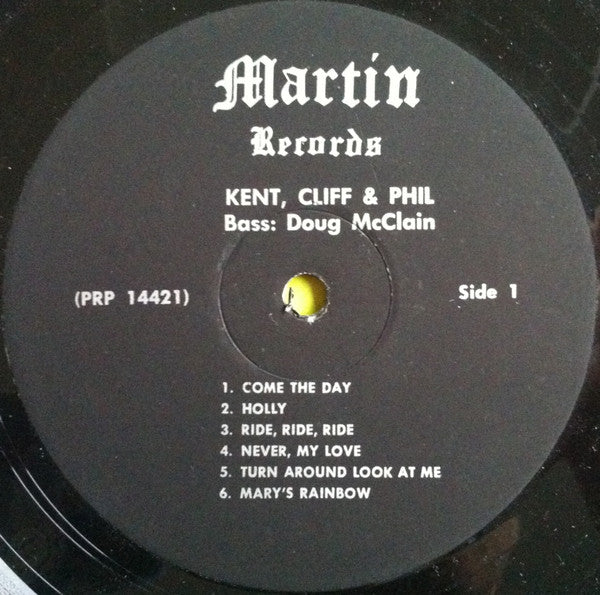 Martin
Records
KENT, CLIFF & PHIL
Bass: Doug McClain
(PRP 14421)
Side 1
1. COME THE DAY
2. HOLLY
3. RIDE, RIDE, RIDE
4. NEVER, MY LOVE
5. TURN AROUND LOOK AT ME
6. MARY'S RAINBOW